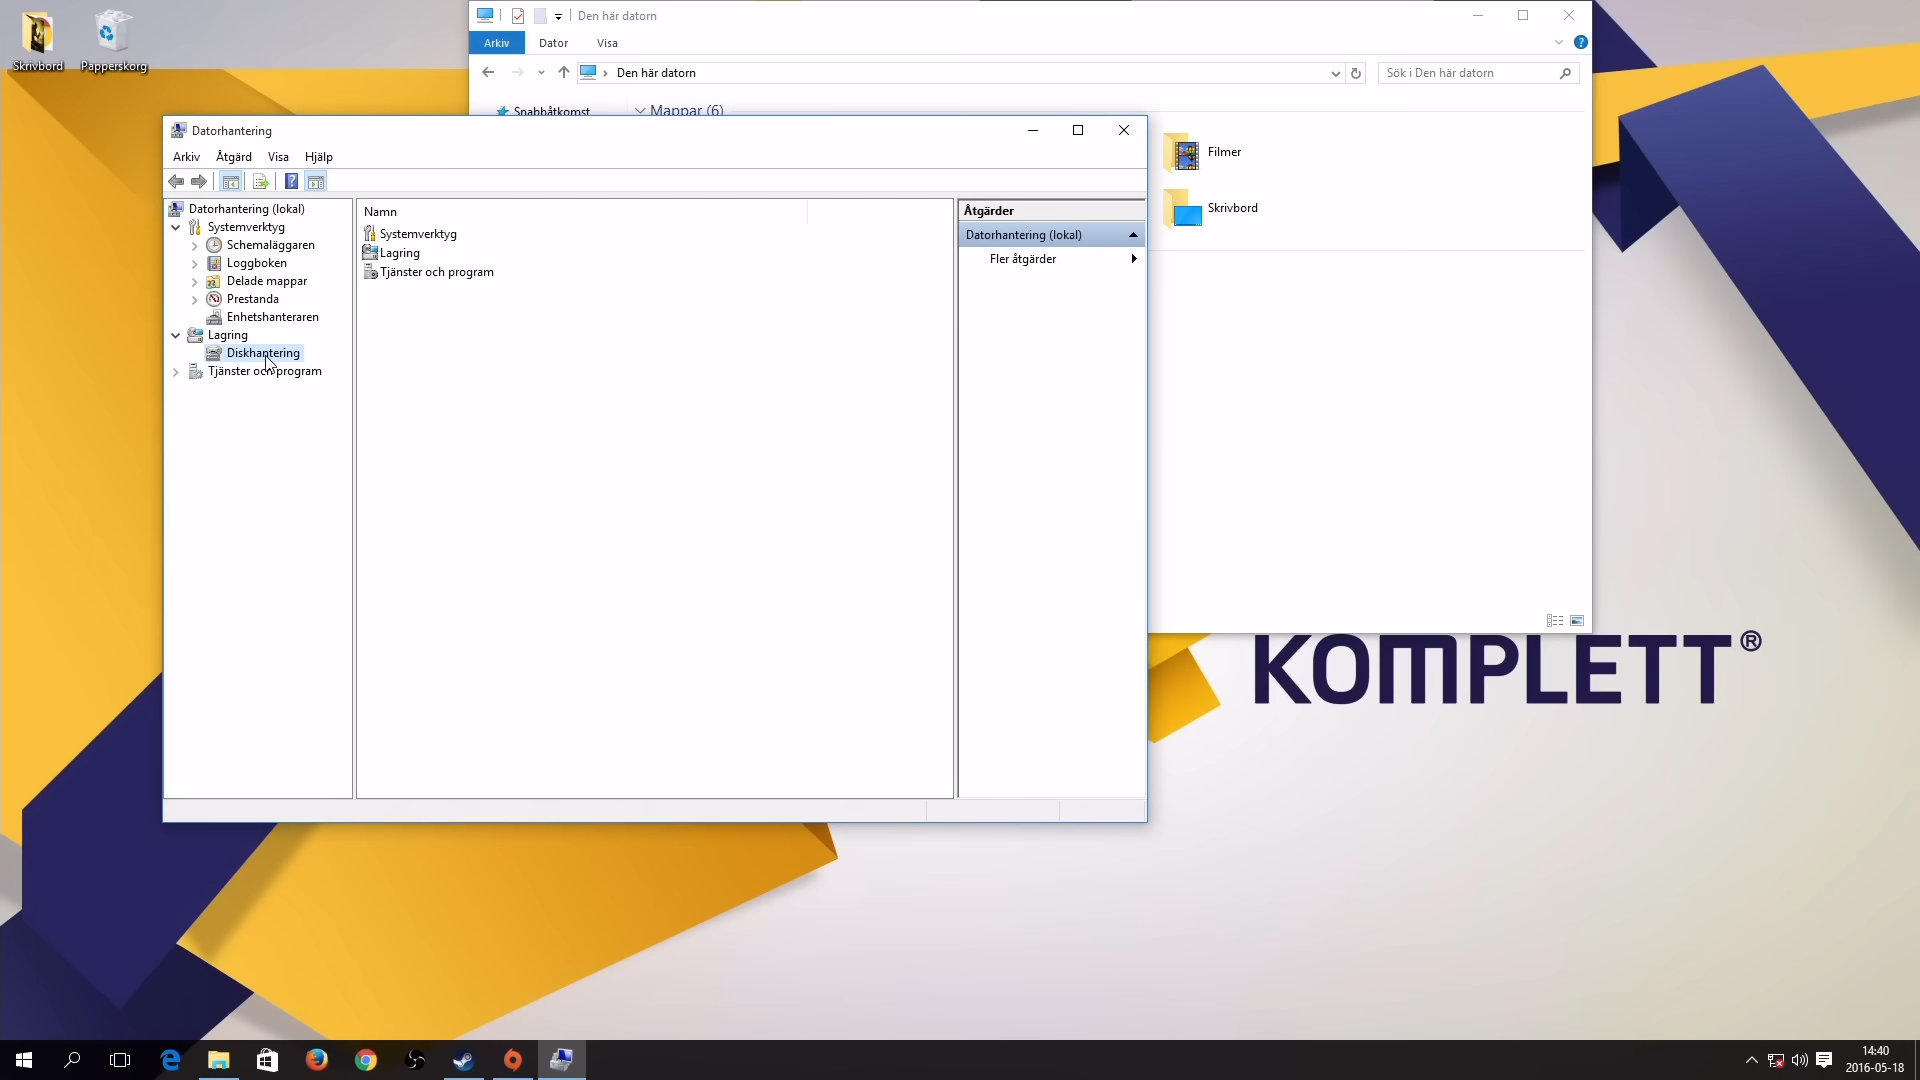 Skrivbord
Papperskorg
Den här datorn
Arkiv
Dator
Visa
Den här datorn
Sök i Den här datorn
Snabbåtkomst
Mappar (6)
Filmer
Skrivbord
Datorhantering
Arkiv
Åtgärd
Visa
Hjälp
Datorhantering (lokal)
Systemverktyg
Schemaläggaren
Loggboken
Delade mappar
Prestanda
Enhetshanteraren
Lagring
Diskhantering
Tjänster och program
Namn
Systemverktyg
Lagring
Tjänster och program
Åtgärder
Datorhantering (lokal)
Fler åtgärder
KOMPLETT®
14:40
2016-05-18